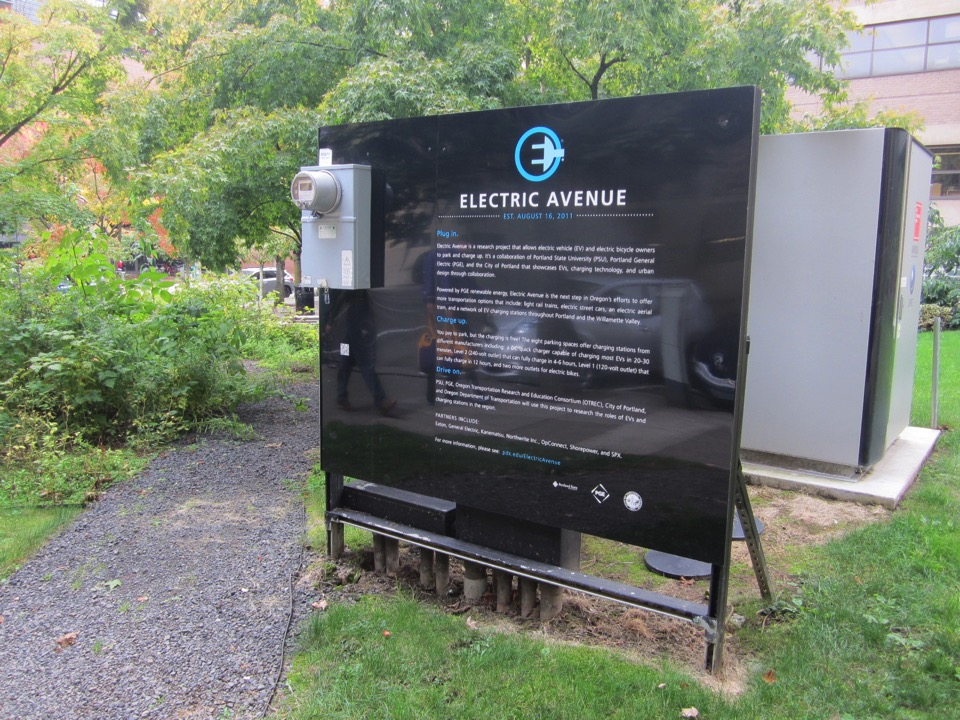 E
ELECTRIC AVENUE
EST. AUGUST 16, 2011
Plug in.
Electric Avenue is a research project that allows electric vehicle (EV) and electric bicycle owners
to park and charge up. It's a collaboration of Portland State University (PSU), Portland General
Electric (PGE), and the City of Portland that showcases EVs, charging technology, and urban
design through collaboration.
Powered by PGE renewable energy, Electric Avenue is the next step in Oregon's efforts to offer
more transportation options that include: light rail trains, electric street cars, an electric aerial
tram, and a network of EV charging stations throughout Portland and the Willamette Valley.
Charge up.
You pay to park, but the charging is free! The eight parking spaces offer charging stations from
different manufacturers including: a DC quick charger capable of charging most EVs in 20-30
minutes, Level 2 (240-volt outlet) that can fully charge in 4-6 hours, Level 1 (120-volt outlet) that
can fully charge in 12 hours, and two more outlets for electric bikes.
Drive on.
PSU, PGE, Oregon Transportation Research and Education Consortium (OTREC), City of Portland,
and Oregon Department of Transportation will use this project to research the roles of EVs and
charging stations in the region.
PARTNERS INCLUDE:
Eaton, General Electric, Kanematsu, Northwrite Inc., OpConnect, Shorepower, and SPX.
For more information, please see: pdx.edu/ElectricAvenue
Portland State
PGE